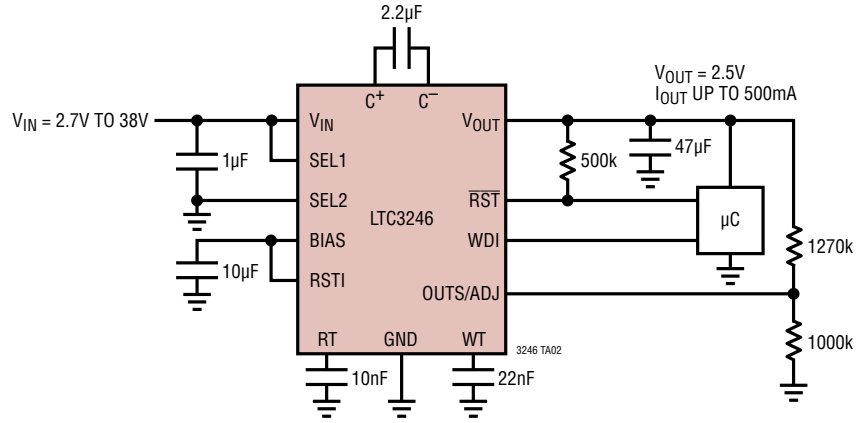 2.2µF
C+ C–
VIN = 2.7V TO 38V
VOUT = 2.5V
IOUT UP TO 500mA
VIN
VOUT
1µF
SEL1
500k
47µF
SEL2
LTC3246
RST
µC
BIAS
WDI
1270k
10µF
RSTI
OUTS/ADJ
RT GND WT
3246 TA02
1000k
10nF
22nF